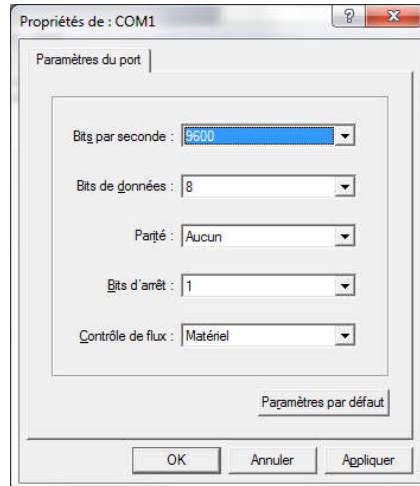 Propriétés de : COM1
Paramètres du port
Bits par seconde : 9600
Bits de données : 8
Parité : Aucun
Bits d'arrêt : 1
Contrôle de flux : Matériel
Paramètres par défaut
OK Annuler Appliquer